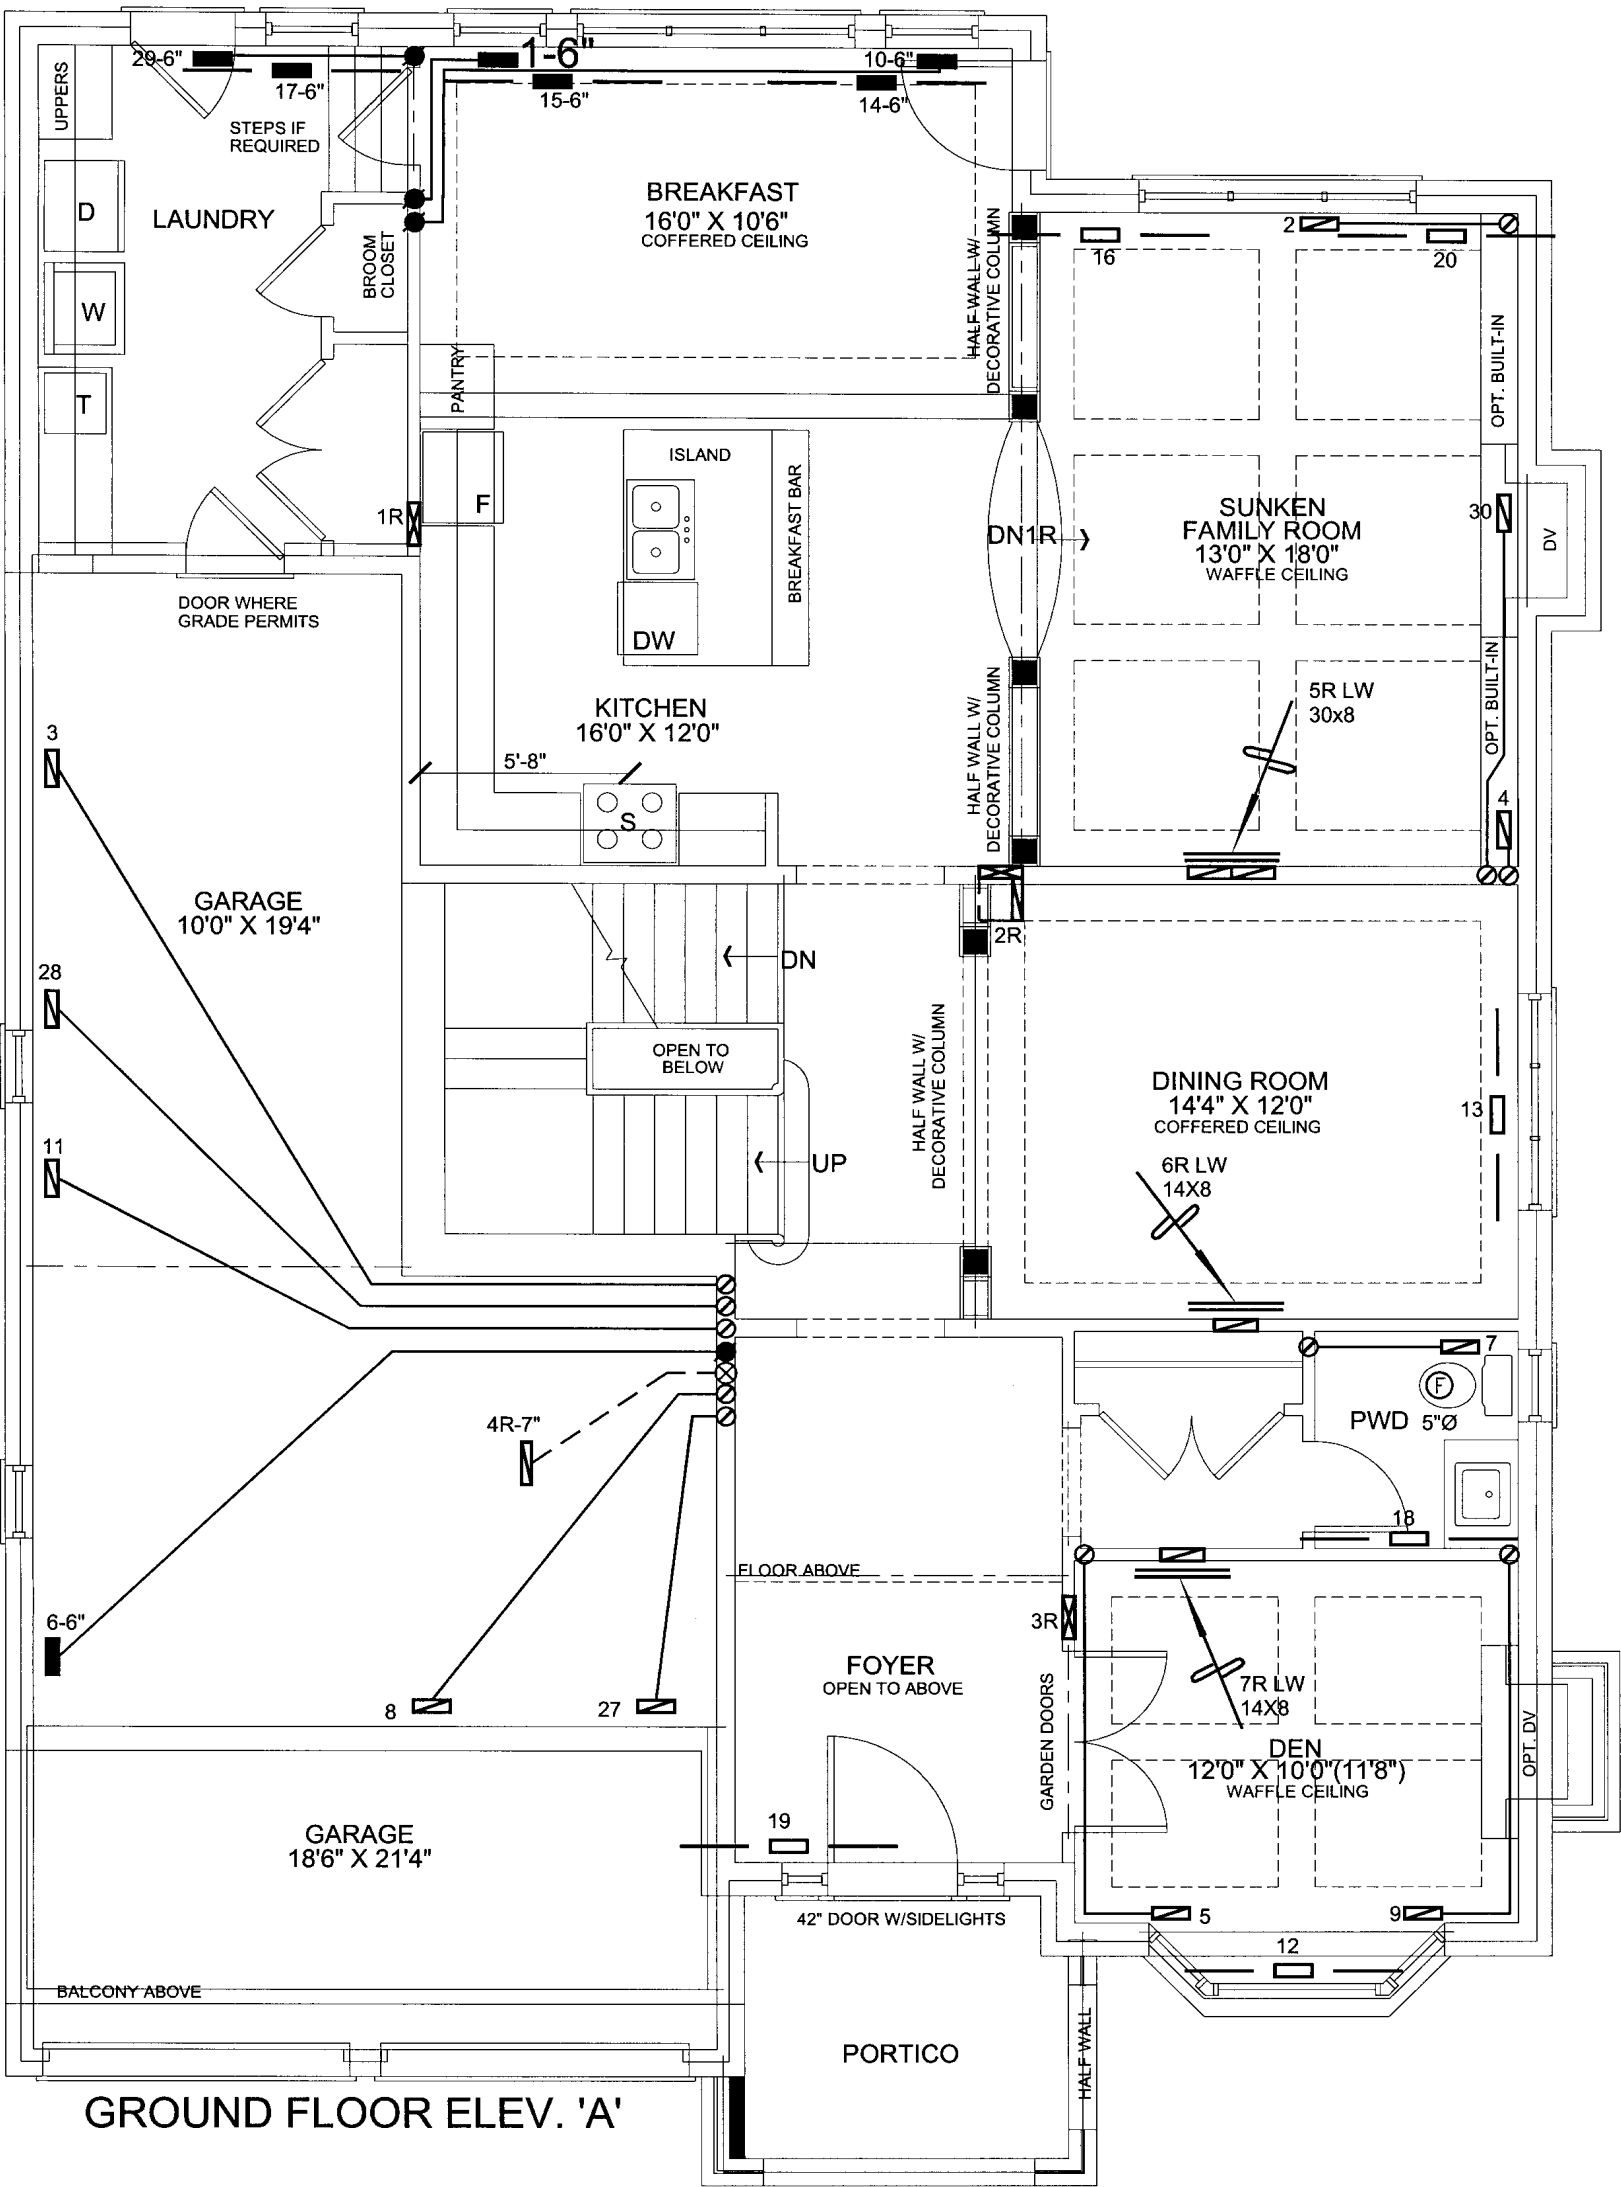 29-6"
17-6"
1-6"
15-6"
10-6"
14-6"
UPPERS
STEPS IF
REQUIRED
D
LAUNDRY
W
T
BROOM
CLOSET
BREAKFAST
16'0" X 10'6"
COFFERED CEILING
HALF WALL W/
DECORATIVE COLUMN
2
16
20
OPT. BUILT-IN
PANTRY
ISLAND
BREAKFAST BAR
F
1R
DW
DN1R
SUNKEN
FAMILY ROOM
13'0" X 18'0"
WAFFLE CEILING
30
DV
DOOR WHERE
GRADE PERMITS
KITCHEN
16'0" X 12'0"
5'-8"
S
HALF WALL W/
DECORATIVE COLUMN
5R LW
30x8
OPT. BUILT-IN
4
3
GARAGE
10'0" X 19'4"
28
11
DN
OPEN TO
BELOW
UP
2R
HALF WALL W/
DECORATIVE COLUMN
DINING ROOM
14'4" X 12'0"
COFFERED CEILING
13
6R LW
14X8
7
F
PWD 5"Ø
18
4R-7"
FLOOR ABOVE
6-6"
8
27
3R
FOYER
OPEN TO ABOVE
GARDEN DOORS
7R LW
14X8
DEN
12'0" X 10'0"(11'8")
WAFFLE CEILING
OPT. DV
GARAGE
18'6" X 21'4"
19
42" DOOR W/SIDELIGHTS
5
9
12
BALCONY ABOVE
PORTICO
HALF WALL
GROUND FLOOR ELEV. 'A'